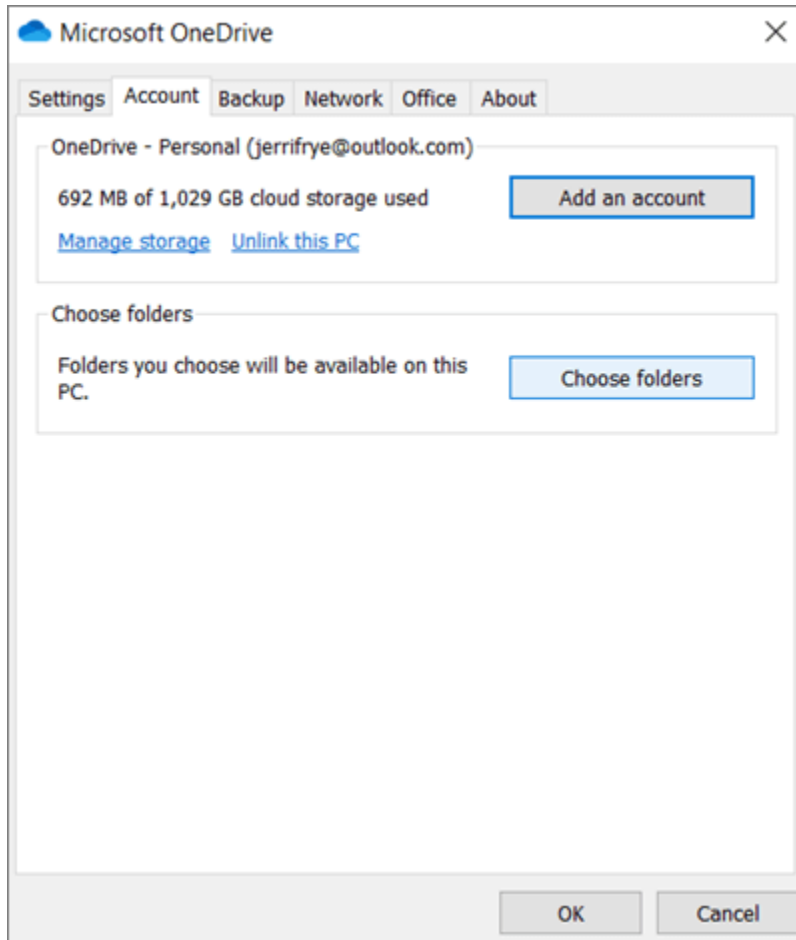 Microsoft OneDrive
Settings Account Backup Network Office About
OneDrive - Personal (jerrifrye@outlook.com)
692 MB of 1,029 GB cloud storage used
Add an account
Manage storage Unlink this PC
Choose folders
Folders you choose will be available on this
PC.
Choose folders
OK Cancel